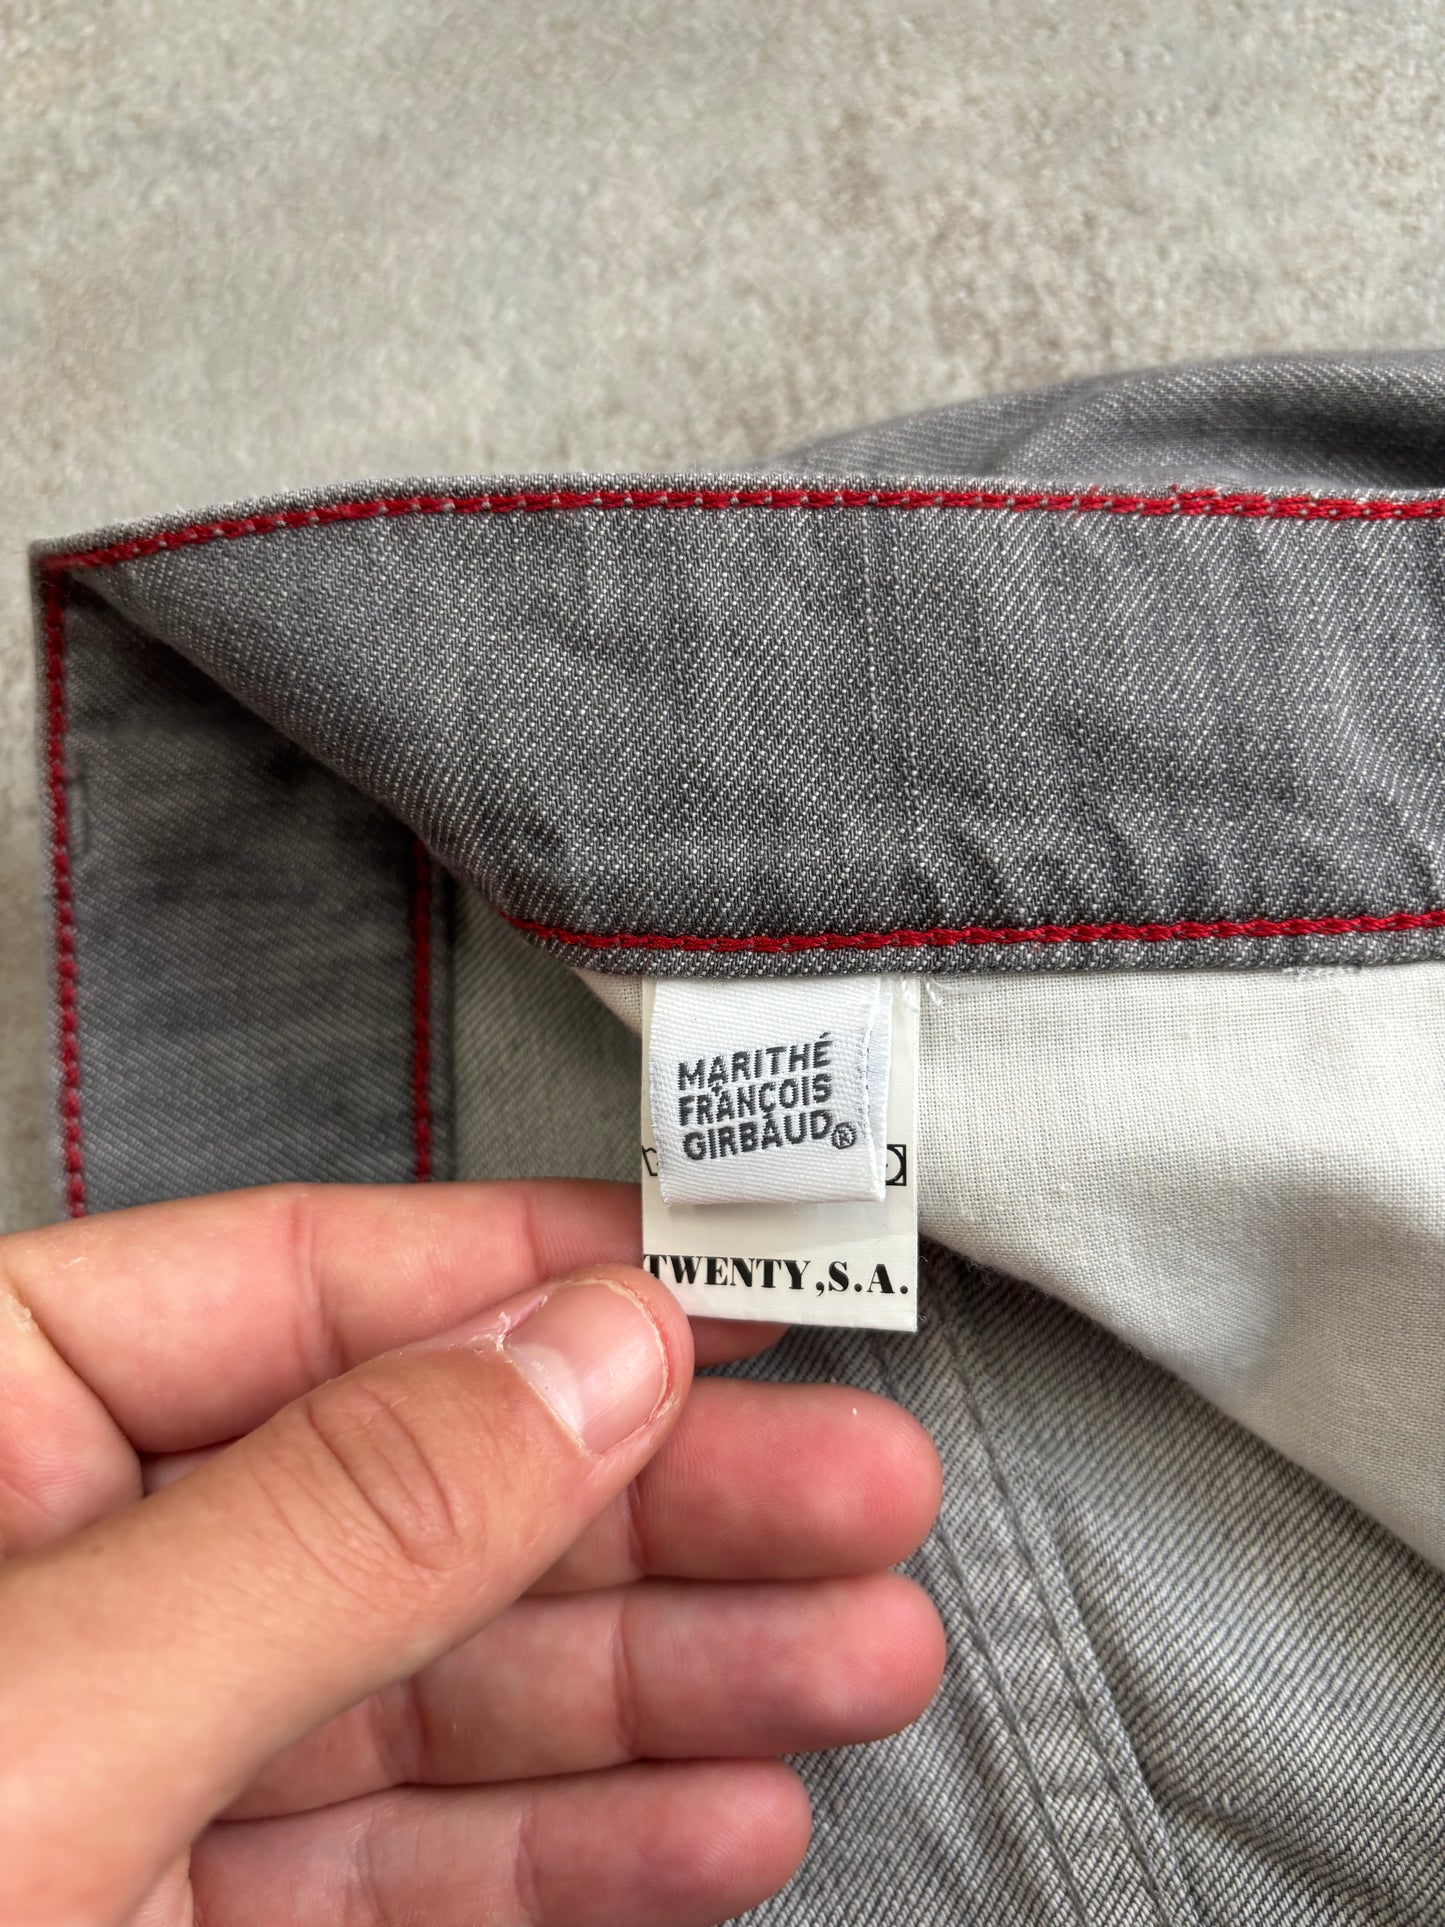 MARITHÉ
+
FRANÇOIS
GIRBAUD®
TWENTY,S.A.